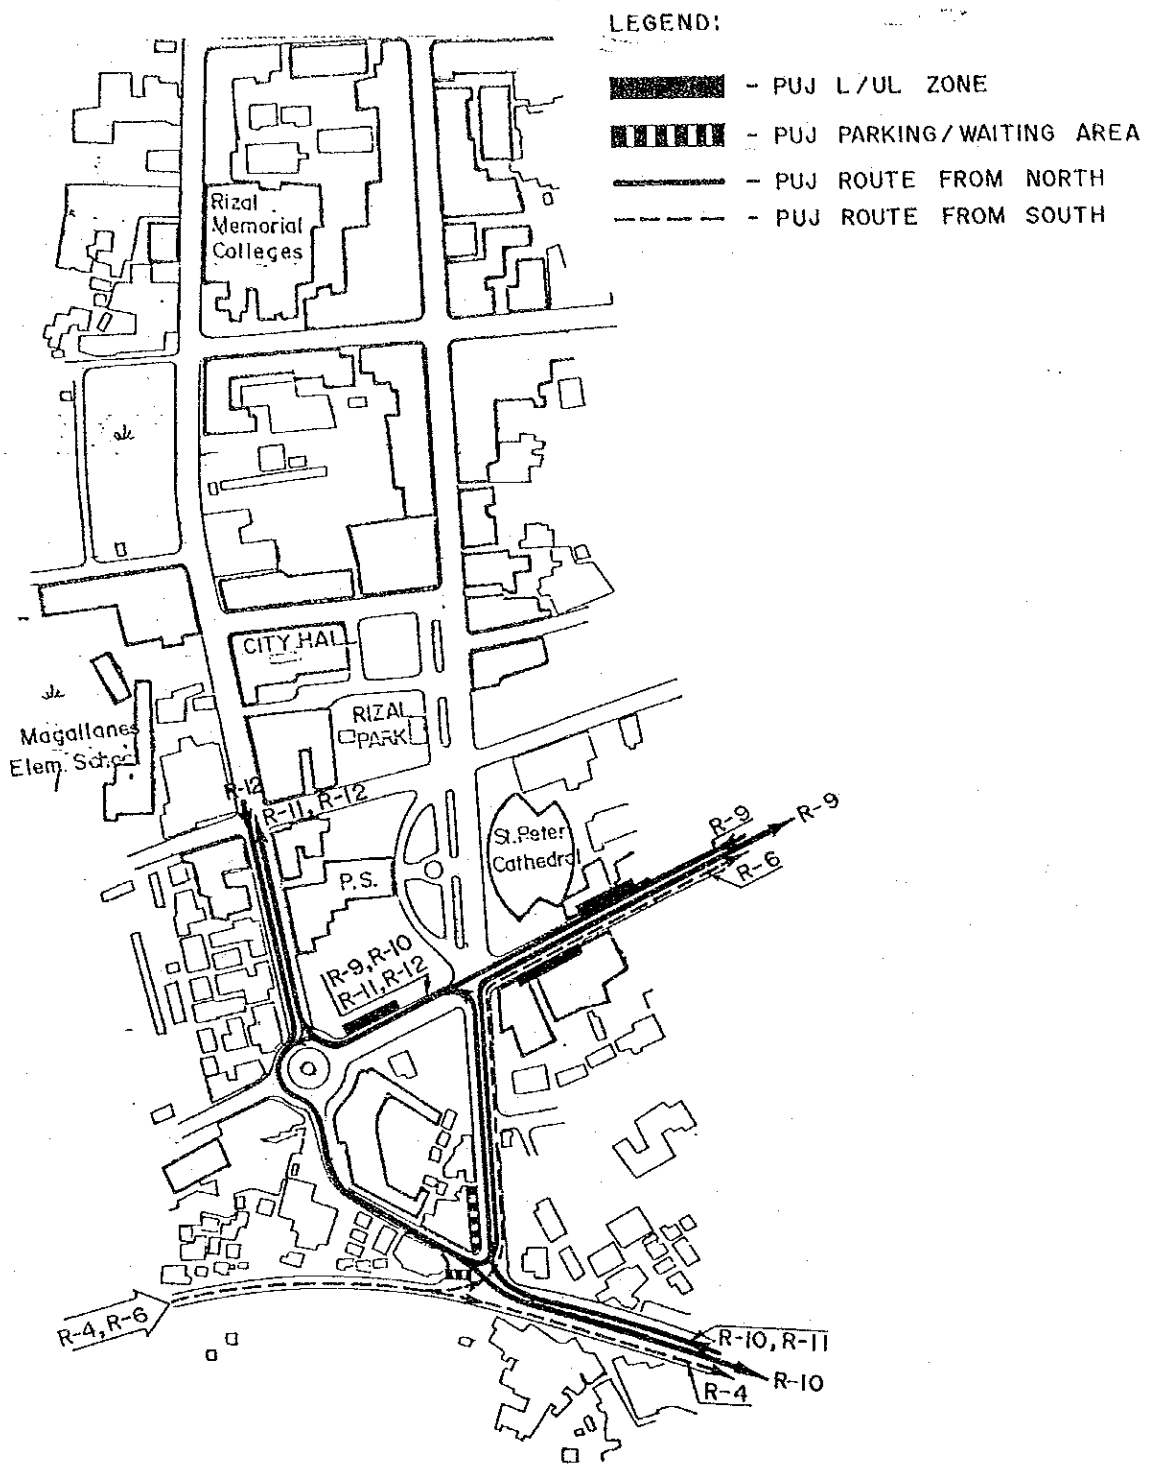 LEGEND:
- PUJ L/UL ZONE
- PUJ PARKING/WAITING AREA
- PUJ ROUTE FROM NORTH
- PUJ ROUTE FROM SOUTH
Rizal
Memorial
Colleges
CITY HALL
RIZAL
PARK
Magallanes
Elem. School
R-12
R-11, R-12
St. Peter
Cathedral
R-9
R-9
R-6
P.S.
R-9, R-10
R-11, R-12
R-4, R-6
R-10, R-11
R-10
R-4